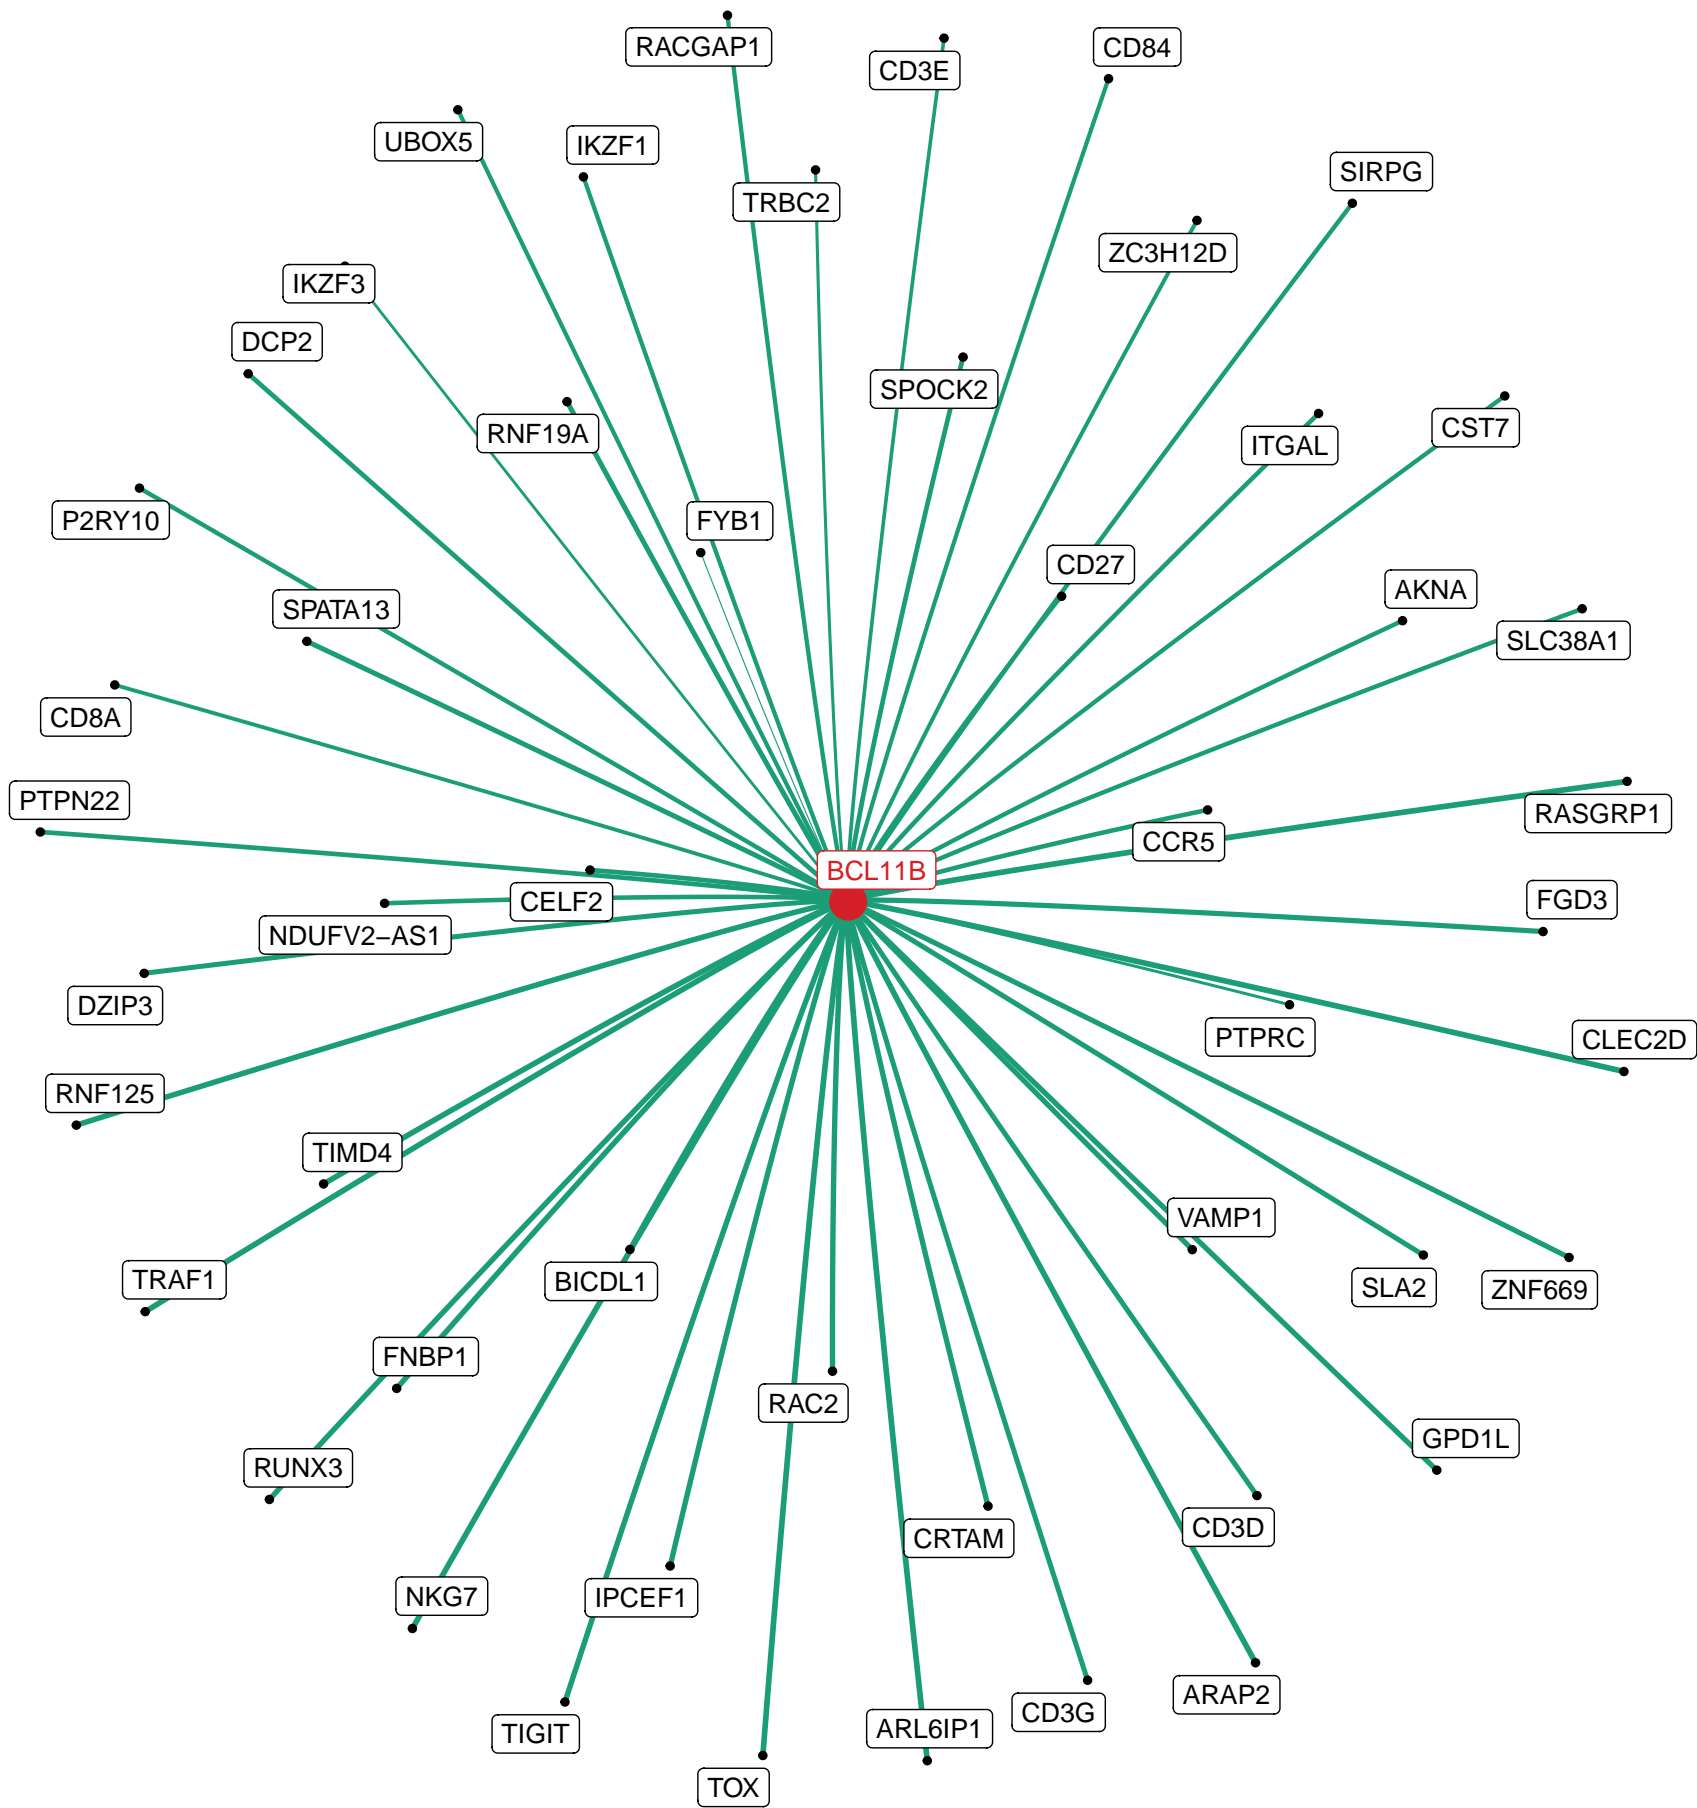 RACGAP1
CD3E
CD84
UBOX5
IKZF1
SIRPG
TRBC2
ZC3H12D
IKZF3
DCP2
SPOCK2
CST7
RNF19A
ITGAL
P2RY10
FYB1
CD27
AKNA
SPATA13
SLC38A1
CD8A
PTPN22
RASGRP1
CCR5
BCL11B
CELF2
FGD3
NDUFV2–AS1
DZIP3
PTPRC
CLEC2D
RNF125
TIMD4
VAMP1
TRAF1
BICDL1
SLA2
ZNF669
FNBP1
RAC2
GPD1L
RUNX3
CD3D
CRTAM
NKG7
IPCEF1
ARAP2
CD3G
ARL6IP1
TIGIT
TOX